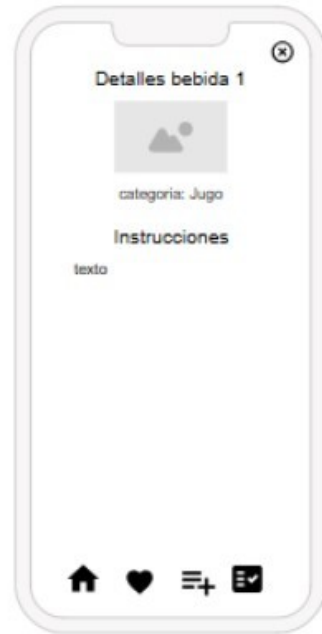 Detalles bebida 1
categoria: Jugo
Instrucciones
texto